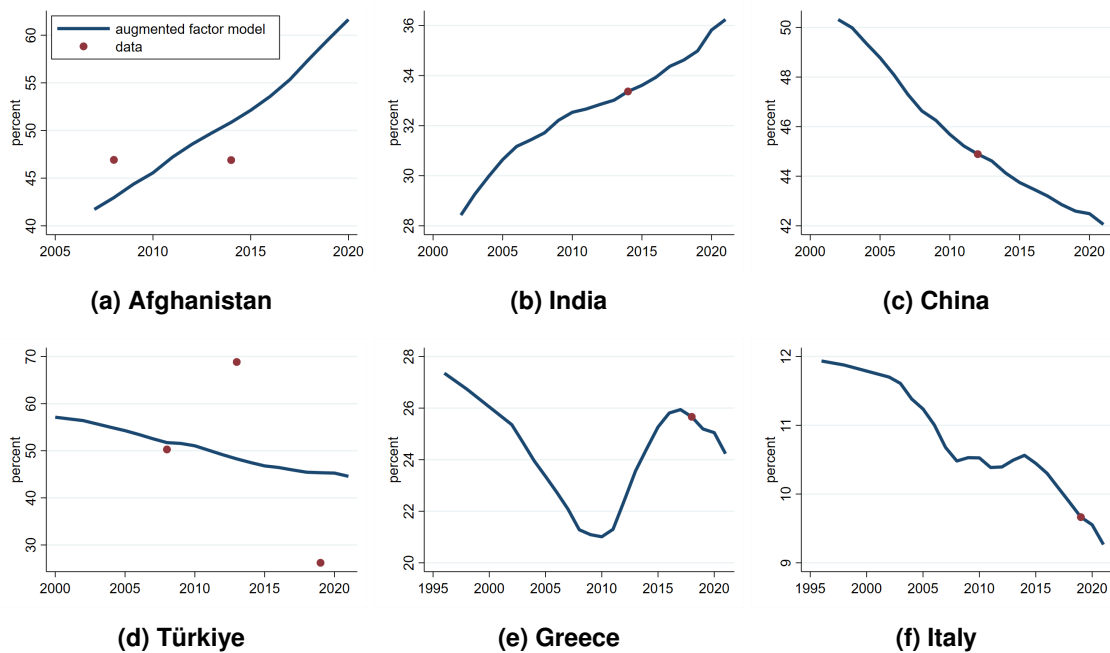 augmented factor model
data
percent
40 45 50 55 60
2005 2010 2015 2020
(a) Afghanistan
percent
28 30 32 34 36
2000 2005 2010 2015 2020
(b) India
percent
42 44 46 48 50
2000 2005 2010 2015 2020
(c) China
percent
30 40 50 60 70
2000 2005 2010 2015 2020
(d) Türkiye
percent
20 22 24 26 28
1995 2000 2005 2010 2015 2020
(e) Greece
percent
9 10 11 12
1995 2000 2005 2010 2015 2020
(f) Italy